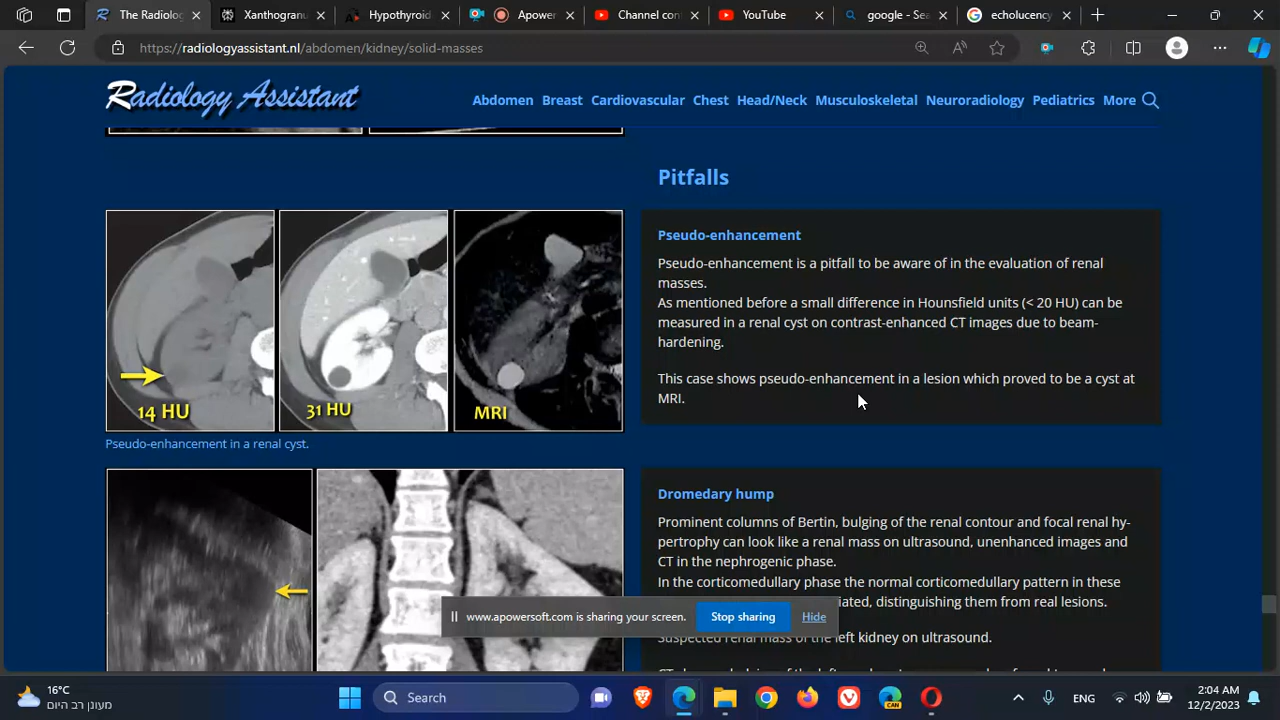 The Radiolog
Xanthogranu
Hypothyroid
Apower
Channel con
YouTube
google - Sea
echolucency
https://radiologyassistant.nl/abdomen/kidney/solid-masses
Radiology Assistant
Abdomen Breast Cardiovascular Chest Head/Neck Musculoskeletal Neuroradiology Pediatrics More
Pitfalls
14 HU
31 HU
MRI
Pseudo-enhancement in a renal cyst.
Pseudo-enhancement
Pseudo-enhancement is a pitfall to be aware of in the evaluation of renal
masses.
As mentioned before a small difference in Hounsfield units (< 20 HU) can be
measured in a renal cyst on contrast-enhanced CT images due to beam-
hardening.
This case shows pseudo-enhancement in a lesion which proved to be a cyst at
MRI.
Dromedary hump
Prominent columns of Bertin, bulging of the renal contour and focal renal hy-
pertrophy can look like a renal mass on ultrasound, unenhanced images and
CT in the nephrogenic phase.
In the corticomedullary phase the normal corticomedullary pattern in these
iated, distinguishing them from real lesions.
Suspected renal mass of the left kidney on ultrasound.
www.apowersoft.com is sharing your screen.
Stop sharing
Hide
16°C
מעונן רב היום
Search
CAN
ENG
2:04 AM
12/2/2023